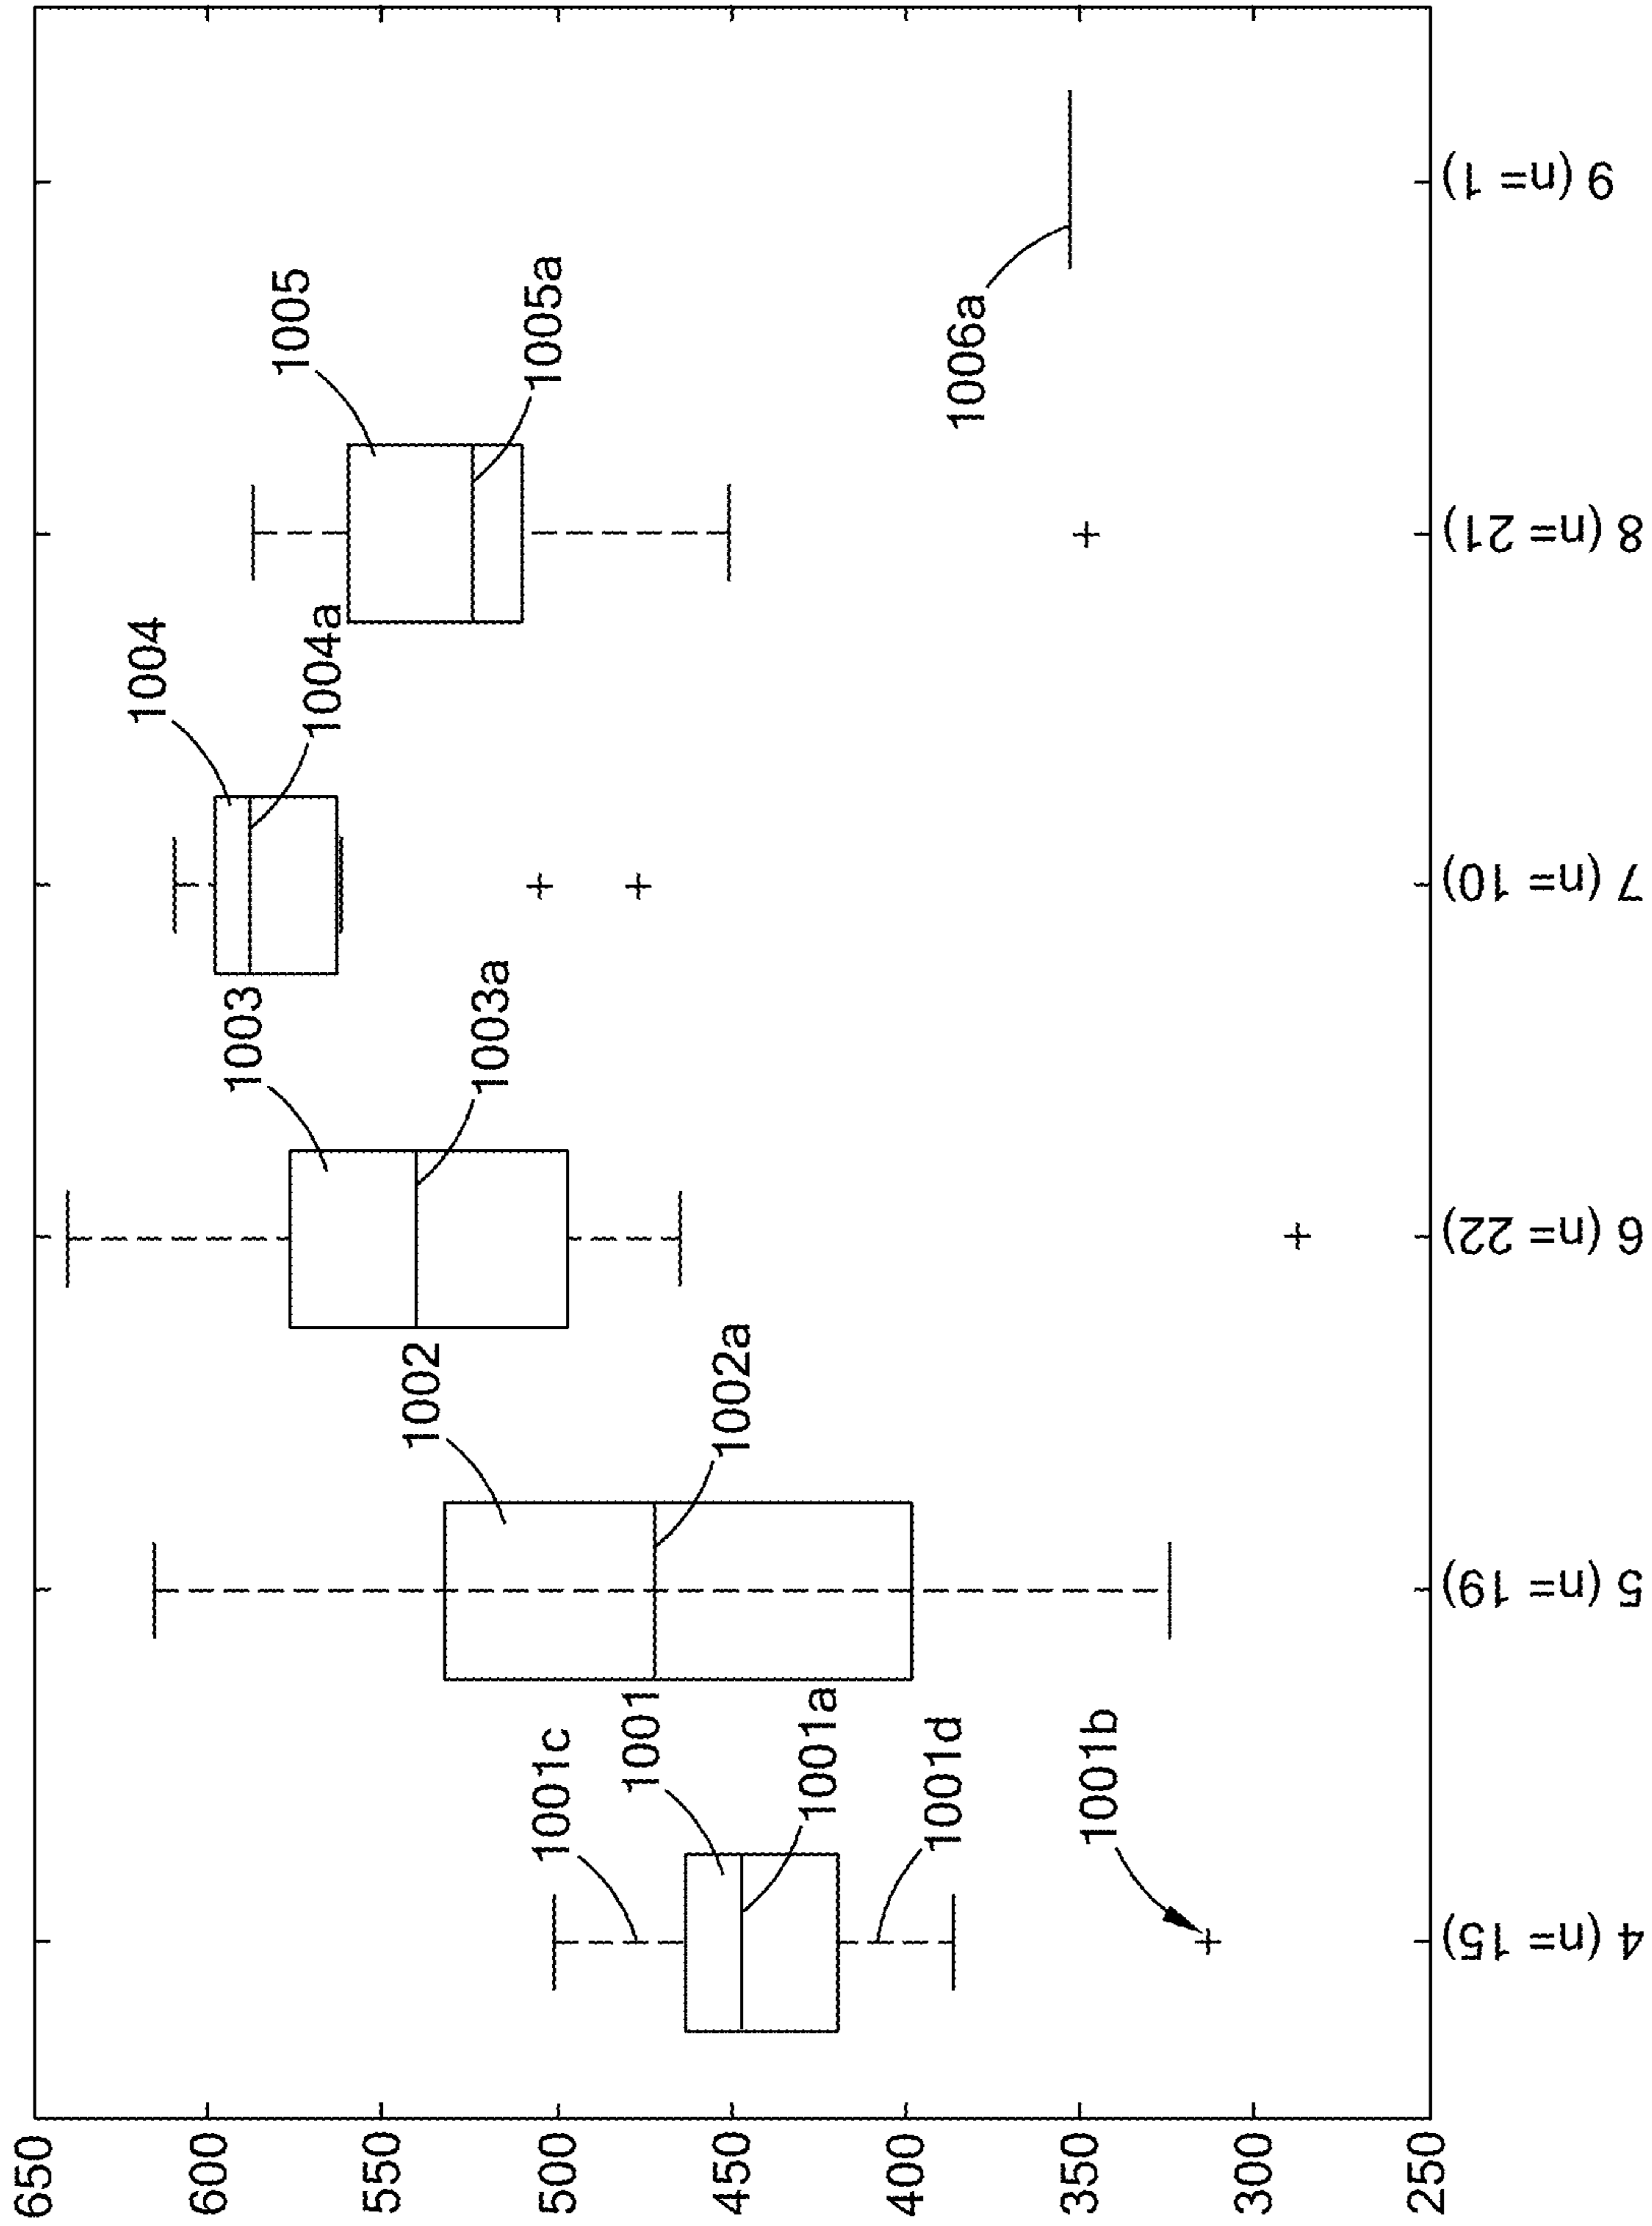 650
600
550
500
450
400
350
300
250
1001c
1001
1001a
1001d
1001b
1002
1002a
1003
1003a
1004
1004a
1005
1005a
1006a
4 (n= 15)
5 (n= 19)
6 (n= 22)
7 (n= 10)
8 (n= 21)
9 (n= 1)